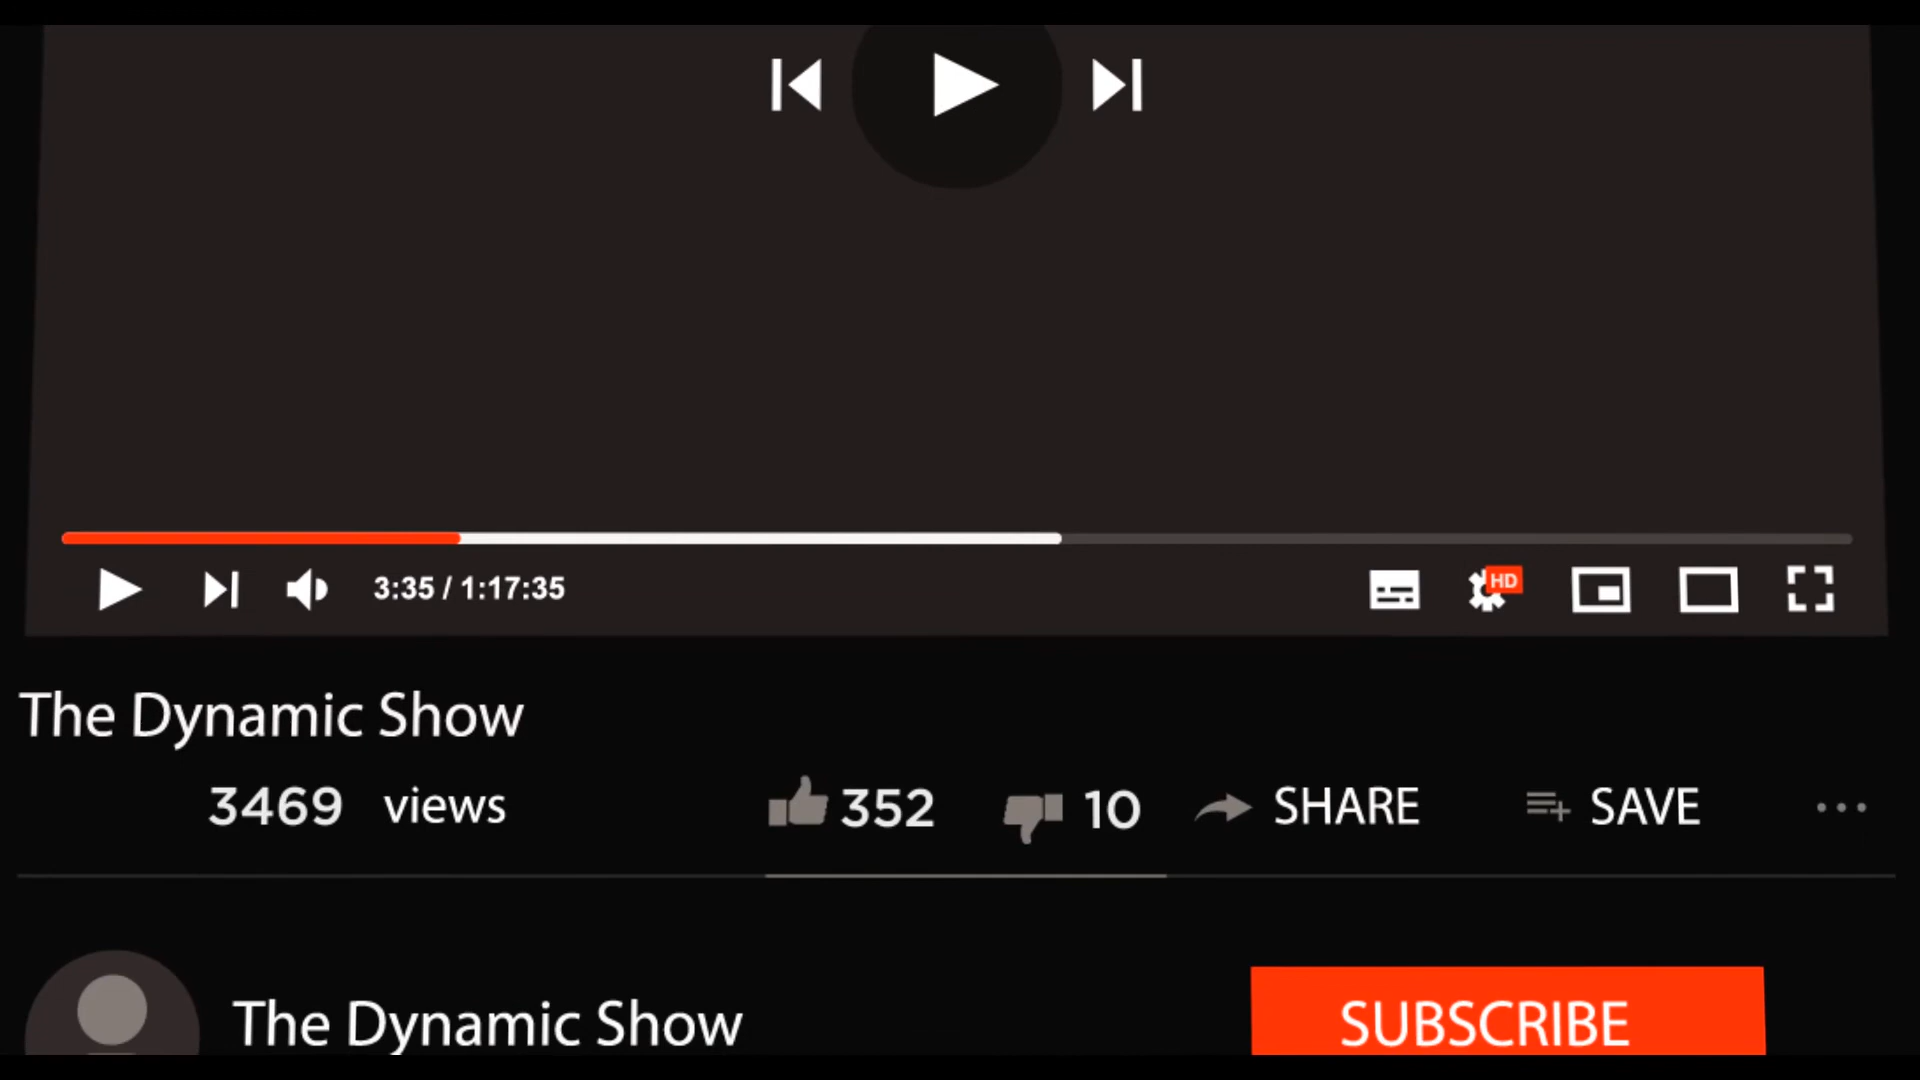 3:35 / 1:17:35
HD
The Dynamic Show
3469 views
352
10
SHARE
SAVE
The Dynamic Show
SUBSCRIBE